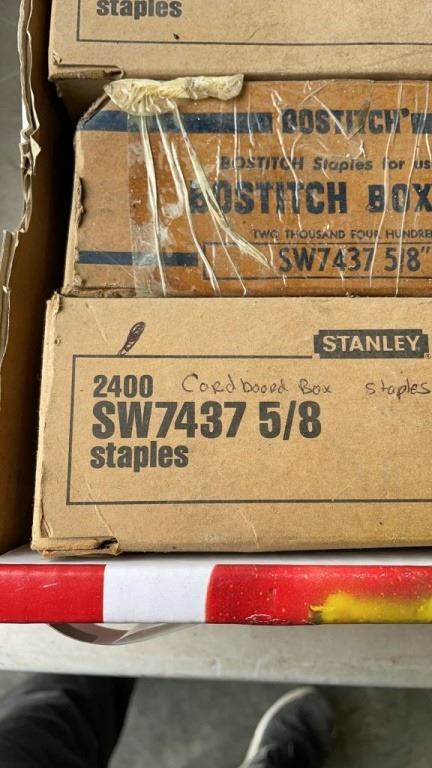 staples
BOSTITCH
BOSTITCH Staples for us
BOSTITCH BOX
TWO THOUSAND FOUR HUNDRE
SW7437 5/8"
STANLEY
2400 Cardboard Box staples
SW7437 5/8
staples